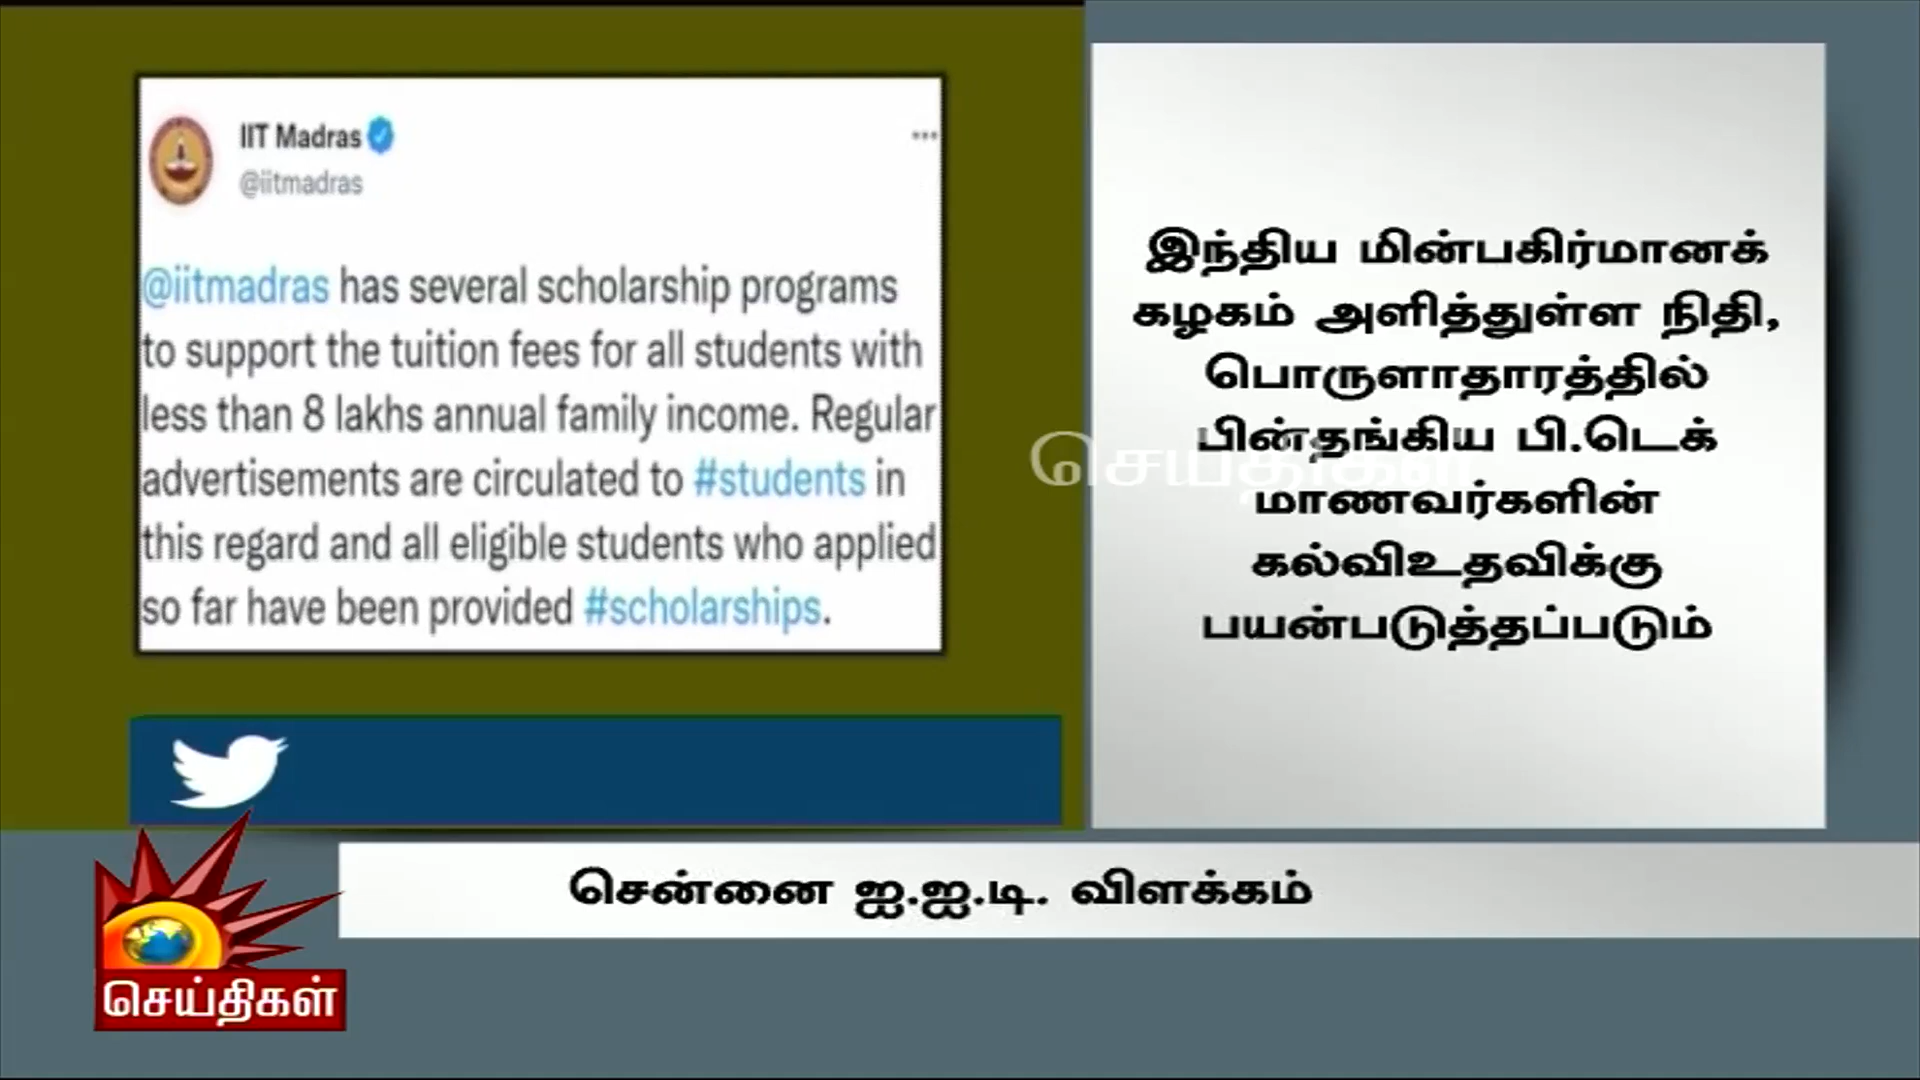 IIT Madras
@iitmadras
@iitmadras has several scholarship programs
to support the tuition fees for all students with
less than 8 lakhs annual family income. Regular
advertisements are circulated to #students in
this regard and all eligible students who applied
so far have been provided #scholarships.
இந்திய மின்பகிர்மானக்
கழகம் அளித்துள்ள நிதி,
பொருளாதாரத்தில்
பின்தங்கிய பி.டெக்
மாணவர்களின்
கல்விஉதவிக்கு
பயன்படுத்தப்படும்
செய்திகள்
சென்னை ஐ.ஐ.டி. விளக்கம்
செய்திகள்